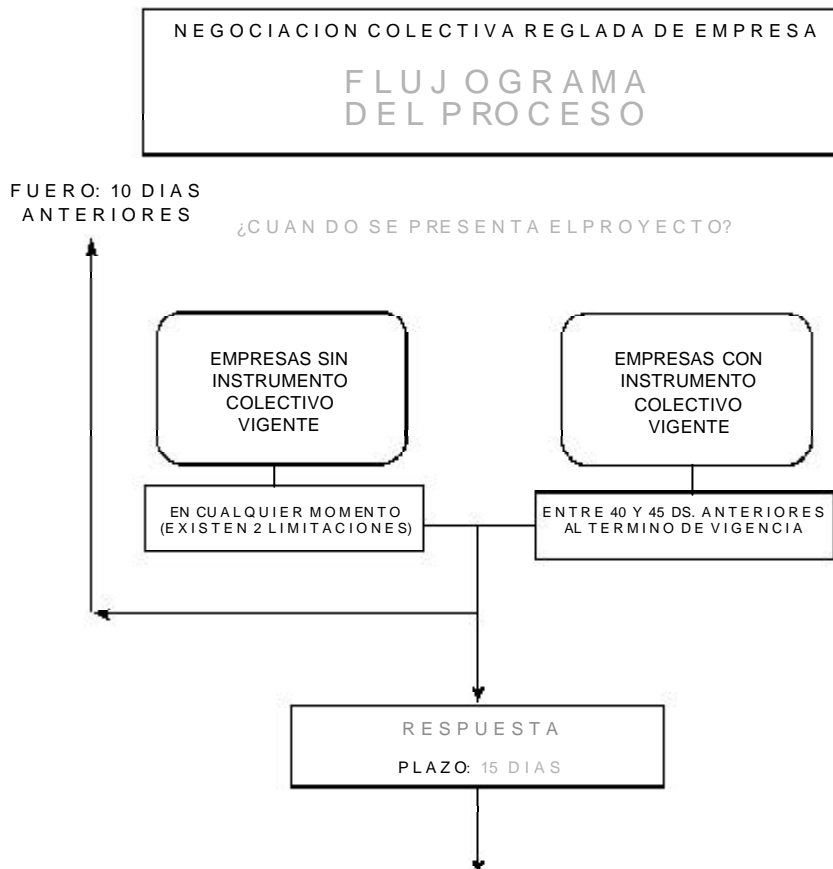 NEGOCIACION COLECTIVA REGLADA DE EMPRESA
FLUJOGRAMA
DEL PROCESO
FUERO: 10 DIAS
ANTERIORES
¿CUANDO SE PRESENTA EL PROYECTO?
EMPRESAS SIN
INSTRUMENTO
COLECTIVO
VIGENTE
EMPRESAS CON
INSTRUMENTO
COLECTIVO
VIGENTE
EN CUALQUIER MOMENTO
(EXISTEN 2 LIMITACIONES)
ENTRE 40 Y 45 DS. ANTERIORES
AL TERMINO DE VIGENCIA
RESPUESTA
PLAZO: 15 DIAS